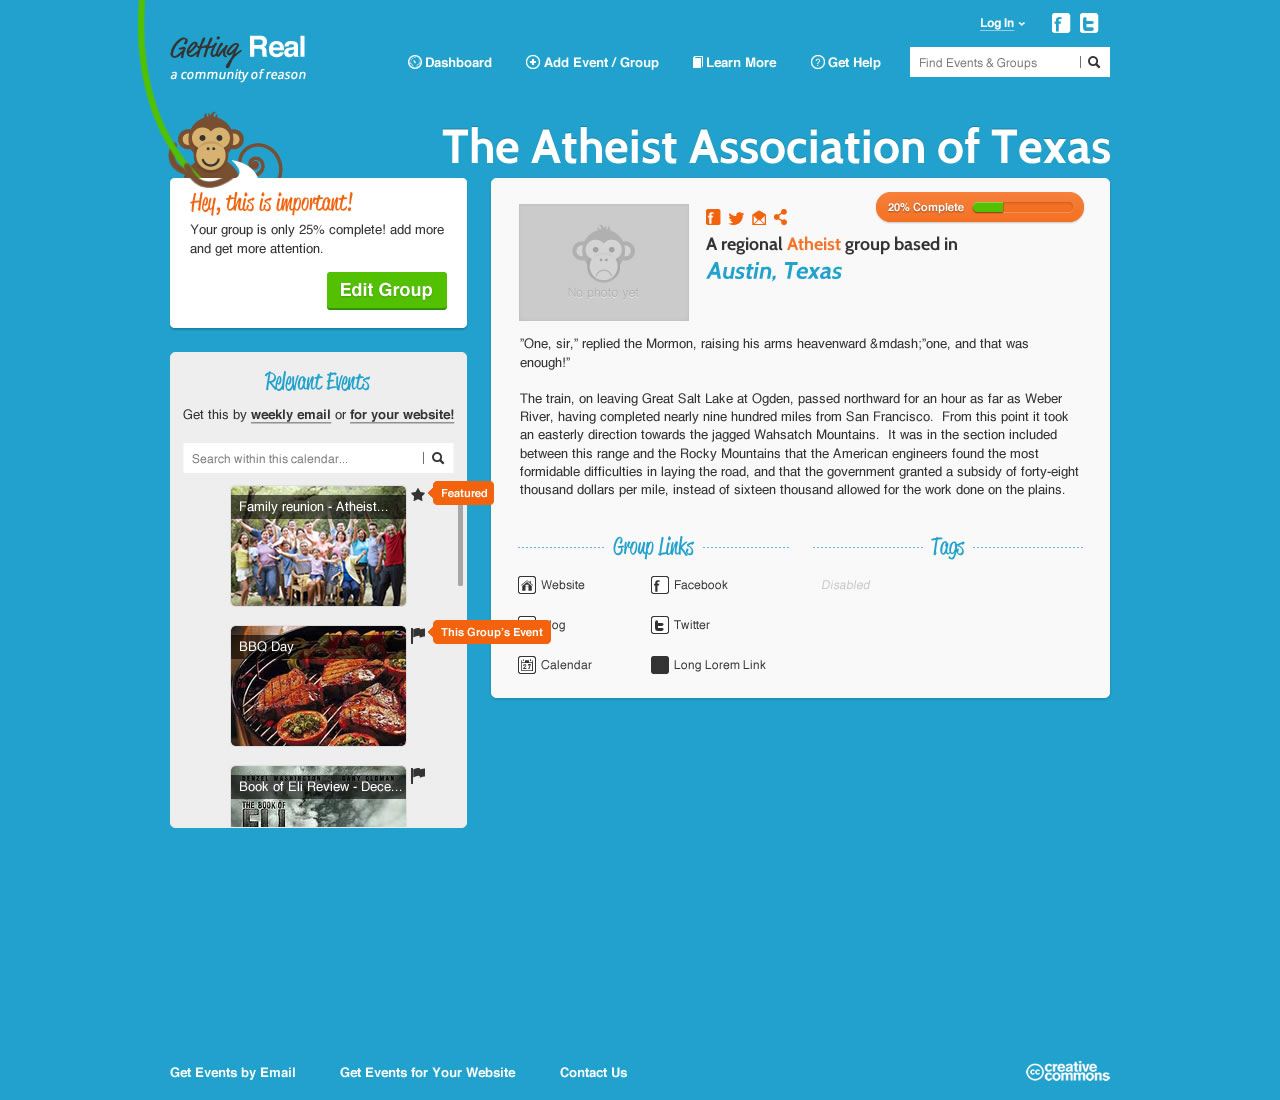 Log In
Getting Real
a community of reason
Dashboard
Add Event / Group
Learn More
Get Help
Find Events & Groups
The Atheist Association of Texas
Hey, this is important!
Your group is only 25% complete! add more
and get more attention.
Edit Group
Relevant Events
Get this by weekly email or for your website!
Search within this calendar...
Featured
Family reunion - Atheist...
This Group's Event
BBQ Day
DENZEL WASHINGTON GARY OLDMAN
Book of Eli Review - Dece...
THE BOOK OF
ELI
20% Complete
No photo yet
A regional Atheist group based in
Austin, Texas
"One, sir," replied the Mormon, raising his arms heavenward &mdash;"one, and that was
enough!"
The train, on leaving Great Salt Lake at Ogden, passed northward for an hour as far as Weber
River, having completed nearly nine hundred miles from San Francisco.  From this point it took
an easterly direction towards the jagged Wahsatch Mountains.  It was in the section included
between this range and the Rocky Mountains that the American engineers found the most
formidable difficulties in laying the road, and that the government granted a subsidy of forty-eight
thousand dollars per mile, instead of sixteen thousand allowed for the work done on the plains.
Group Links
Website
Facebook
log
Twitter
27
Calendar
Long Lorem Link
Tags
Disabled
Get Events by Email
Get Events for Your Website
Contact Us
cc creative
commons